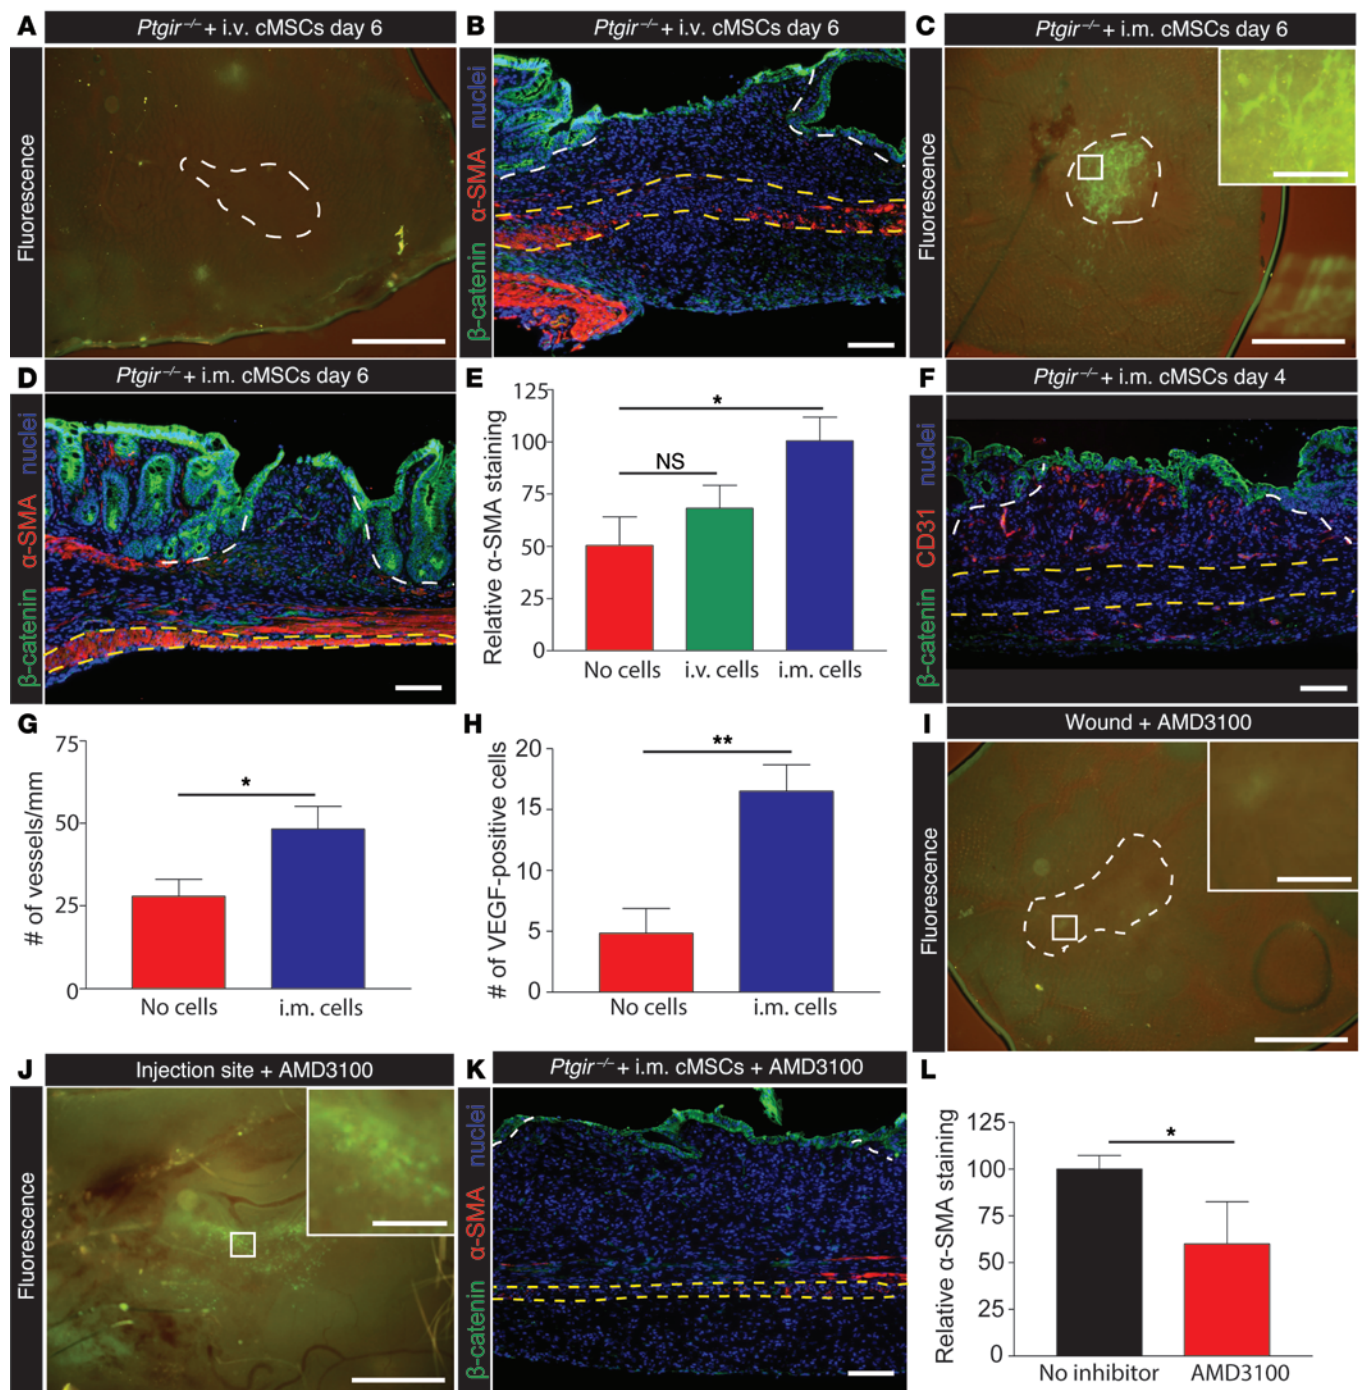 A
Ptgir–/– + i.v. cMSCs day 6
Fluorescence
B
Ptgir–/– + i.v. cMSCs day 6
β-catenin α-SMA nuclei
C
Ptgir–/– + i.m. cMSCs day 6
Fluorescence
D
Ptgir–/– + i.m. cMSCs day 6
β-catenin α-SMA nuclei
E
Relative α-SMA staining
125
100
75
50
25
0
*
NS
No cells
i.v. cells
i.m. cells
F
Ptgir–/– + i.m. cMSCs day 4
β-catenin CD31 nuclei
G
# of vessels/mm
75
50
25
0
*
No cells
i.m. cells
H
# of VEGF-positive cells
20
15
10
5
0
**
No cells
i.m. cells
I
Wound + AMD3100
Fluorescence
J
Injection site + AMD3100
Fluorescence
K
Ptgir–/– + i.m. cMSCs + AMD3100
β-catenin α-SMA nuclei
L
Relative α-SMA staining
125
100
75
50
25
0
*
No inhibitor
AMD3100